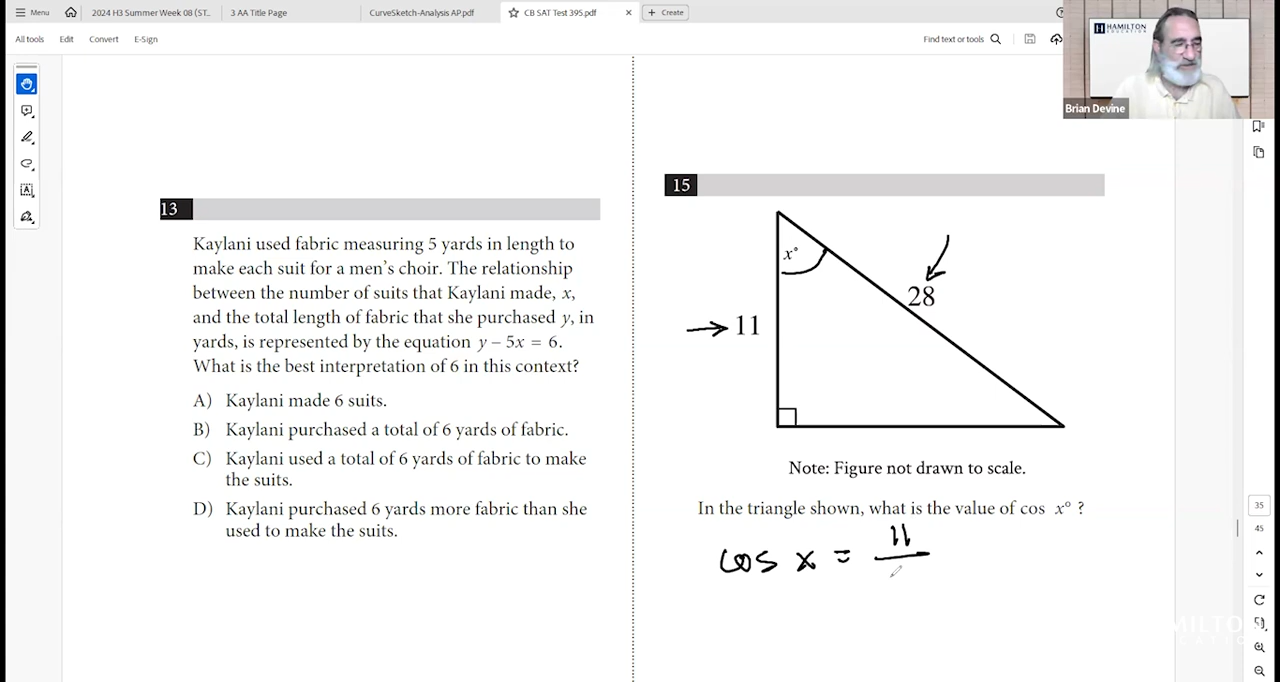 Menu
2024 H3 Summer Week 08 (ST...
3 AA Title Page
CurveSketch-Analysis AP.pdf
CB SAT Test 395.pdf
Create
All tools
Edit
Convert
E-Sign
Find text or tools
HAMILTON
EDUCATION
Brian Devine
13
Kaylani used fabric measuring 5 yards in length to
make each suit for a men's choir. The relationship
between the number of suits that Kaylani made, x,
and the total length of fabric that she purchased y, in
yards, is represented by the equation y – 5x = 6.
What is the best interpretation of 6 in this context?
A) Kaylani made 6 suits.
B) Kaylani purchased a total of 6 yards of fabric.
C) Kaylani used a total of 6 yards of fabric to make
the suits.
D) Kaylani purchased 6 yards more fabric than she
used to make the suits.
15
x°
28
11
Note: Figure not drawn to scale.
In the triangle shown, what is the value of cos x° ?
cos x = 11
35
45